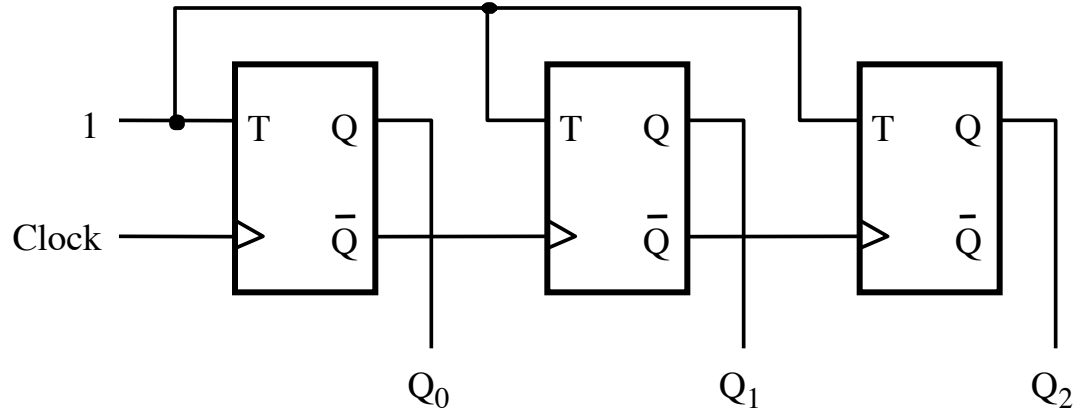 1 T Q T Q T Q
Clock Q̅ Q̅ Q̅
Q₀ Q₁ Q₂